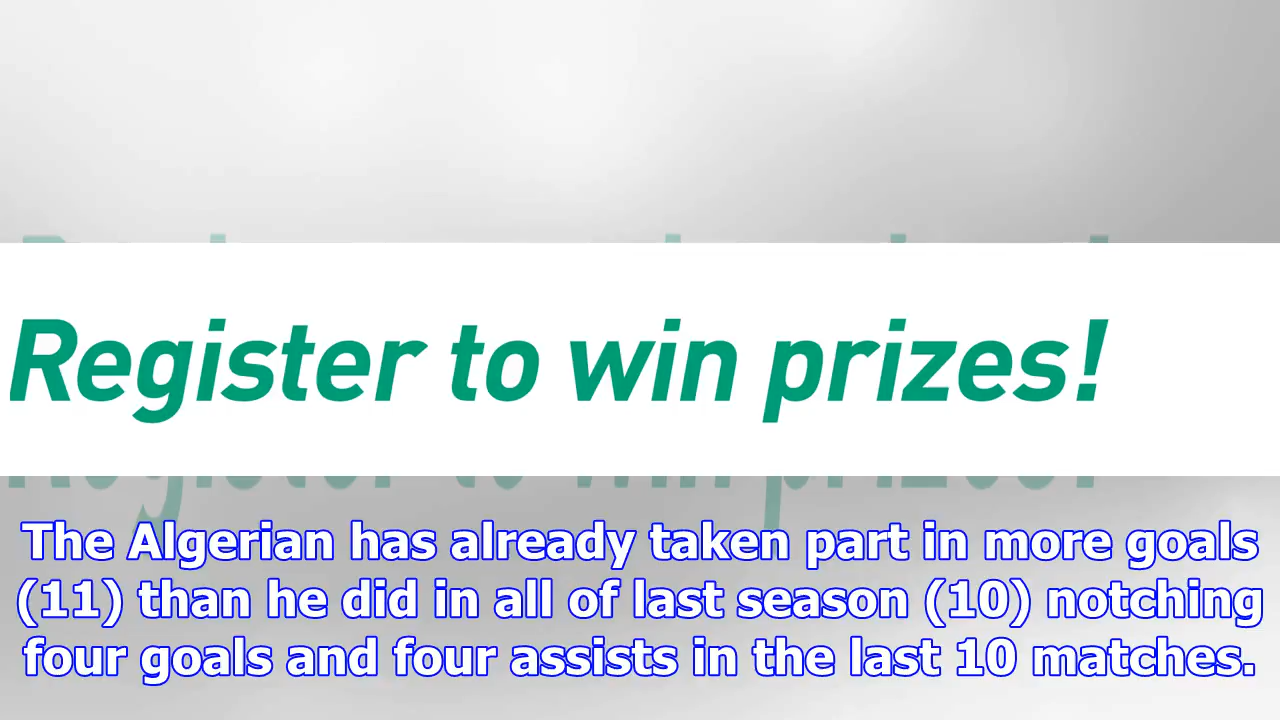 Register to win prizes!
The Algerian has already taken part in more goals
(11) than he did in all of last season (10) notching
four goals and four assists in the last 10 matches.